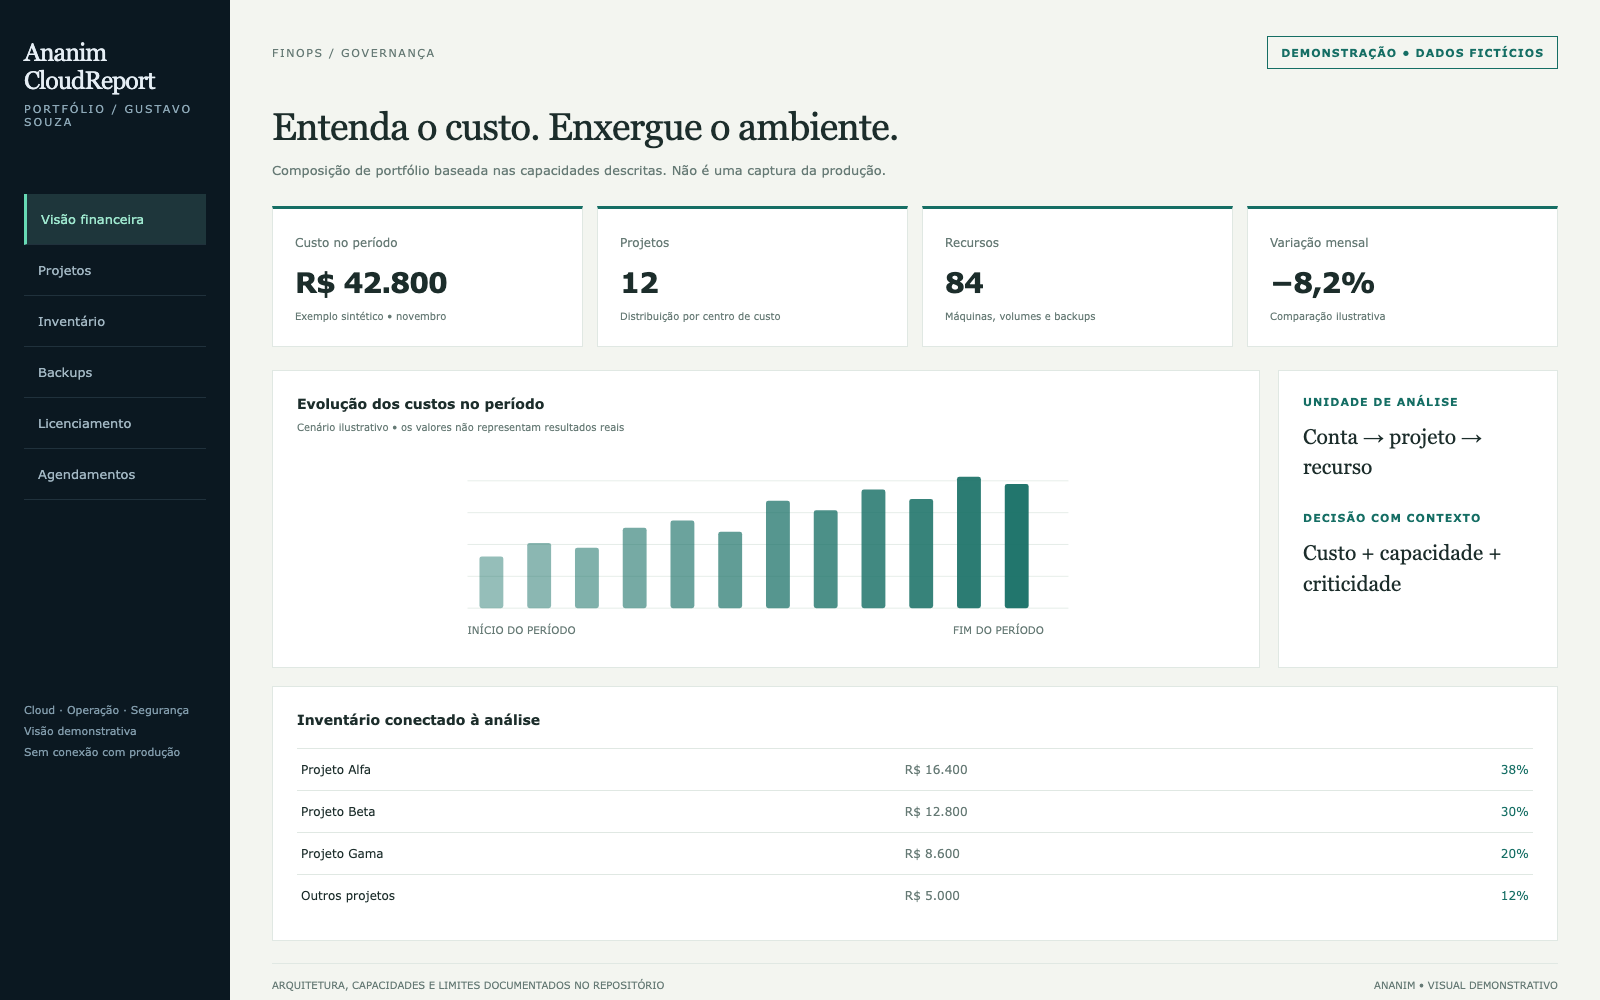 Ananim
CloudReport
PORTFÓLIO / GUSTAVO
SOUZA
Visão financeira
Projetos
Inventário
Backups
Licenciamento
Agendamentos
Cloud · Operação · Segurança
Visão demonstrativa
Sem conexão com produção
FINOPS / GOVERNANÇA
DEMONSTRAÇÃO • DADOS FICTÍCIOS
Entenda o custo. Enxergue o ambiente.
Composição de portfólio baseada nas capacidades descritas. Não é uma captura da produção.
Custo no período
R$ 42.800
Exemplo sintético • novembro
Projetos
12
Distribuição por centro de custo
Recursos
84
Máquinas, volumes e backups
Variação mensal
−8,2%
Comparação ilustrativa
Evolução dos custos no período
Cenário ilustrativo • os valores não representam resultados reais
INÍCIO DO PERÍODO
FIM DO PERÍODO
UNIDADE DE ANÁLISE
Conta → projeto →
recurso
DECISÃO COM CONTEXTO
Custo + capacidade +
criticidade
Inventário conectado à análise
Projeto Alfa R$ 16.400 38%
Projeto Beta R$ 12.800 30%
Projeto Gama R$ 8.600 20%
Outros projetos R$ 5.000 12%
ARQUITETURA, CAPACIDADES E LIMITES DOCUMENTADOS NO REPOSITÓRIO
ANANIM • VISUAL DEMONSTRATIVO